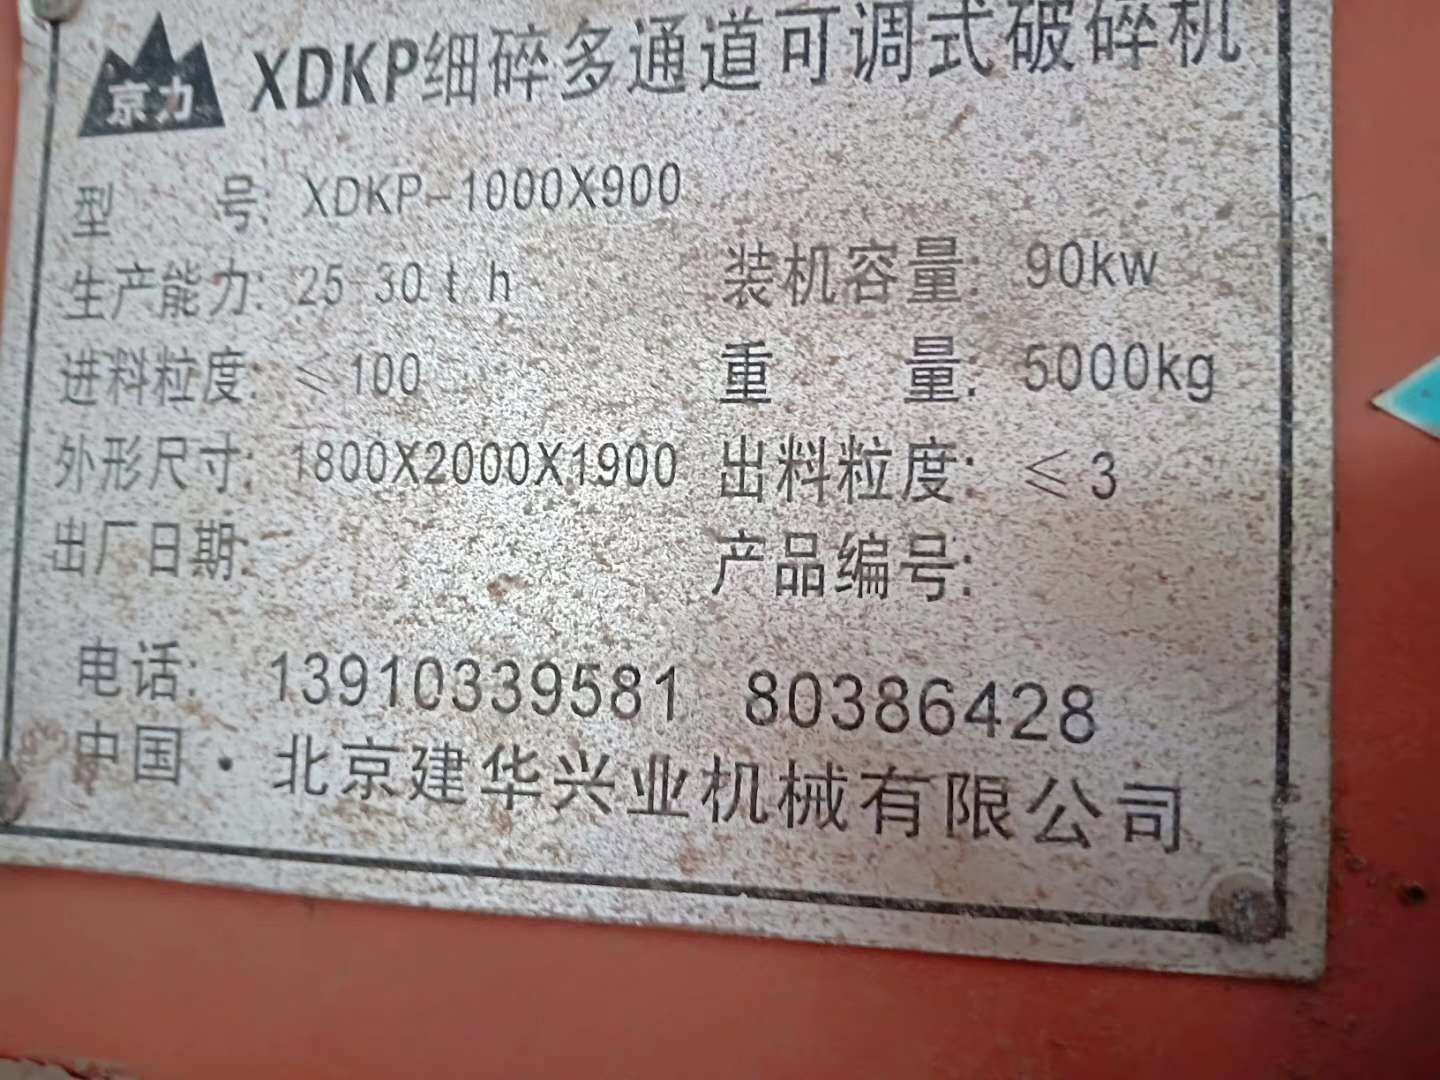 京力 XDKP细碎多通道可调式破碎机
型 号: XDKP-1000X900
生产能力: 25 30 t h 装机容量: 90kw
进料粒度: ≤100 重 量: 5000kg
外形尺寸: 1800X2000X1900 出料粒度: ≤3
出厂日期: 产品编号:
电话: 13910339581 80386428
中国·北京建华兴业机械有限公司